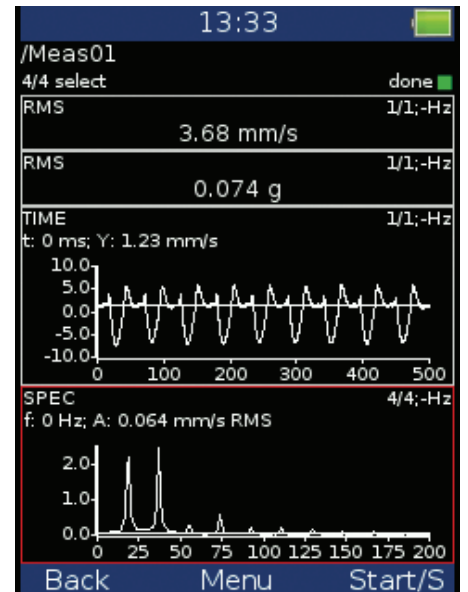 13:33
/Meas01
4/4 select done
RMS 1/1;-Hz
3.68 mm/s
RMS 1/1;-Hz
0.074 g
TIME 1/1;-Hz
t: 0 ms; Y: 1.23 mm/s
10.0
5.0
0.0
-5.0
-10.0
0 100 200 300 400 500
SPEC 4/4;-Hz
f: 0 Hz; A: 0.064 mm/s RMS
2.0
1.0
0.0
0 25 50 75 100 125 150 175 200
Back Menu Start/S